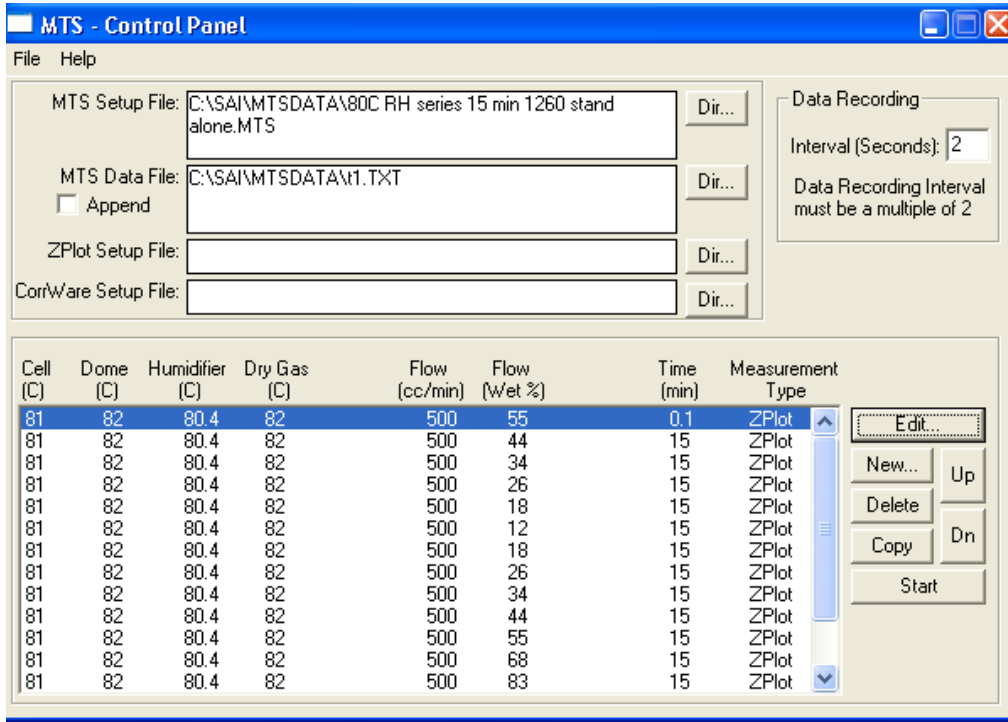 MTS - Control Panel
File Help
MTS Setup File: C:\SAI\MTSDATA\80C RH series 15 min 1260 stand
alone.MTS
Dir...
MTS Data File: C:\SAI\MTSDATA\t1.TXT
Append
Dir...
ZPlot Setup File:
Dir...
CorrWare Setup File:
Dir...
Data Recording
Interval (Seconds): 2
Data Recording Interval
must be a multiple of 2
Cell Dome Humidifier Dry Gas Flow Flow Time Measurement
(C) (C) (C) (C) (cc/min) (Wet %) (min) Type
81 82 80.4 82 500 55 0.1 ZPlot
81 82 80.4 82 500 44 15 ZPlot
81 82 80.4 82 500 34 15 ZPlot
81 82 80.4 82 500 26 15 ZPlot
81 82 80.4 82 500 18 15 ZPlot
81 82 80.4 82 500 12 15 ZPlot
81 82 80.4 82 500 18 15 ZPlot
81 82 80.4 82 500 26 15 ZPlot
81 82 80.4 82 500 34 15 ZPlot
81 82 80.4 82 500 44 15 ZPlot
81 82 80.4 82 500 55 15 ZPlot
81 82 80.4 82 500 68 15 ZPlot
81 82 80.4 82 500 83 15 ZPlot
Edit...
New...
Up
Delete
Copy
Dn
Start